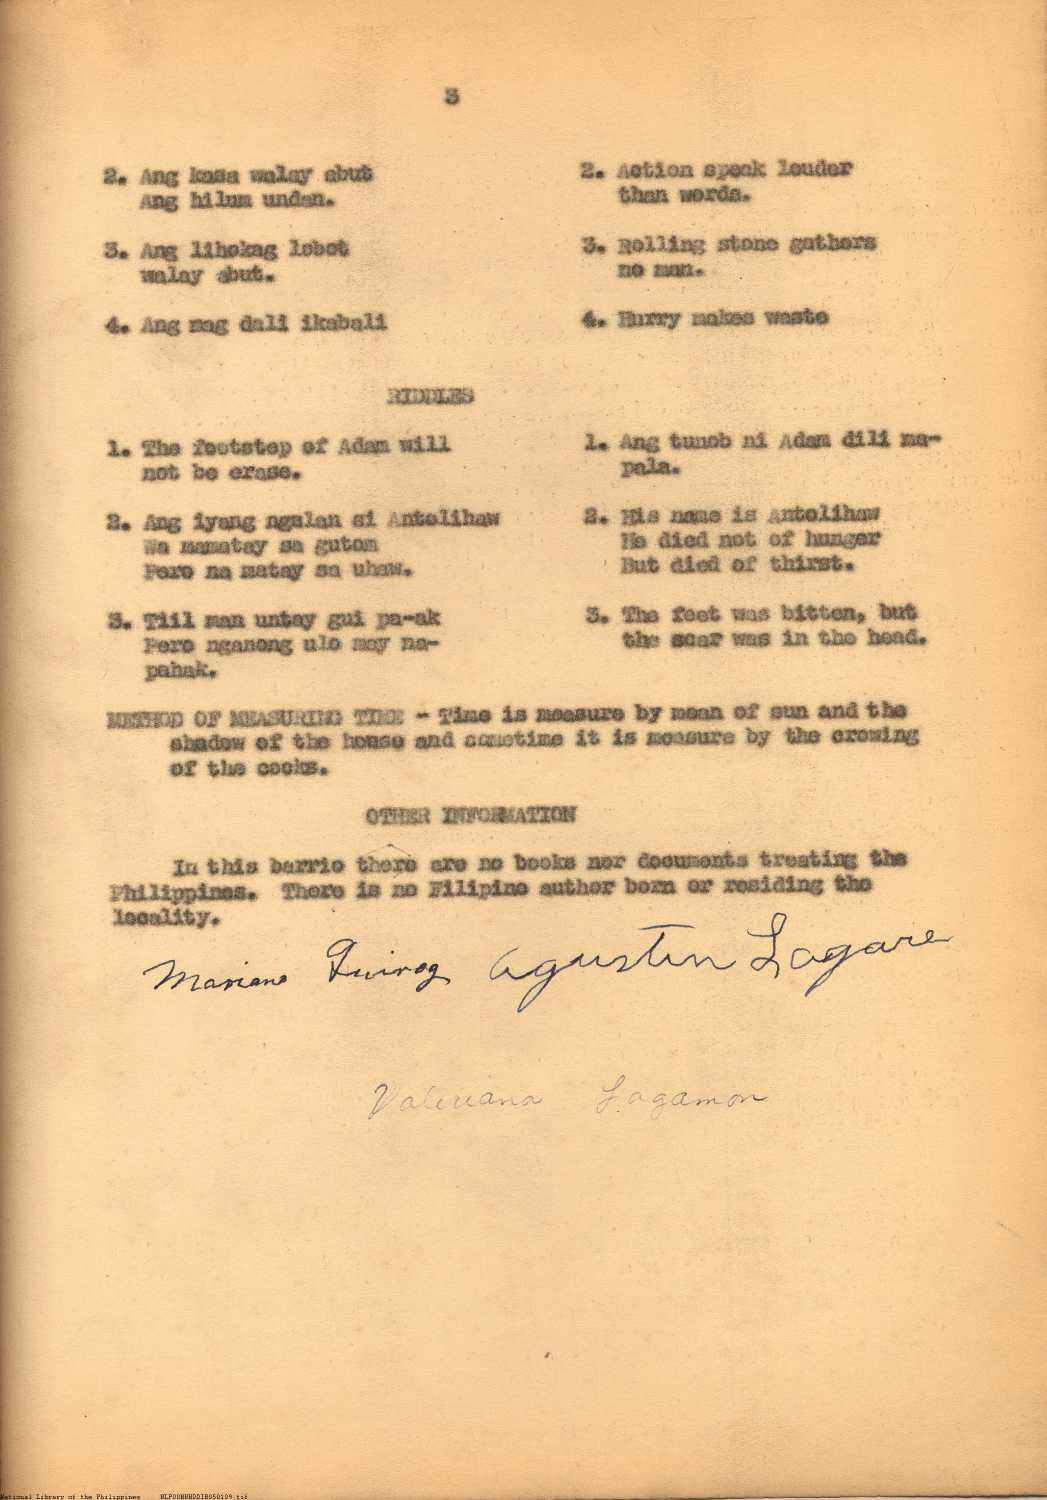 3
2. Ang kasa walay abut
Ang hilum undan.
2. Action speak louder
than words.
3. Ang lihokag lobot
walay abut.
3. Rolling stone gathers
no man.
4. Ang mag dali ikabali
4. Hurry makes waste
RIDDLES
1. The footstep of Adam will
not be erase.
1. Ang tunob ni Adam dili ma-
pala.
2. Ang iyang ngalan si Antolihaw
Wa mamatay sa gutom
Pero na matay sa uhaw.
2. His name is Antolihaw
He died not of hunger
But died of thirst.
3. Tiil man untay gui pa-ak
Pero nganong ulo may na-
pahak.
3. The feet was bitten, but
the scar was in the head.
METHOD OF MEASURING TIME - Time is measure by mean of sun and the
shadow of the house and sometime it is measure by the crowing
of the cocks.
OTHER INFORMATION
In this barrio there are no books nor documents treating the
Philippines. There is no Filipino author born or residing the
locality.
Mariano Quirog Agustin Lagare
Valeriana Lagamon
National Library of the Philippines